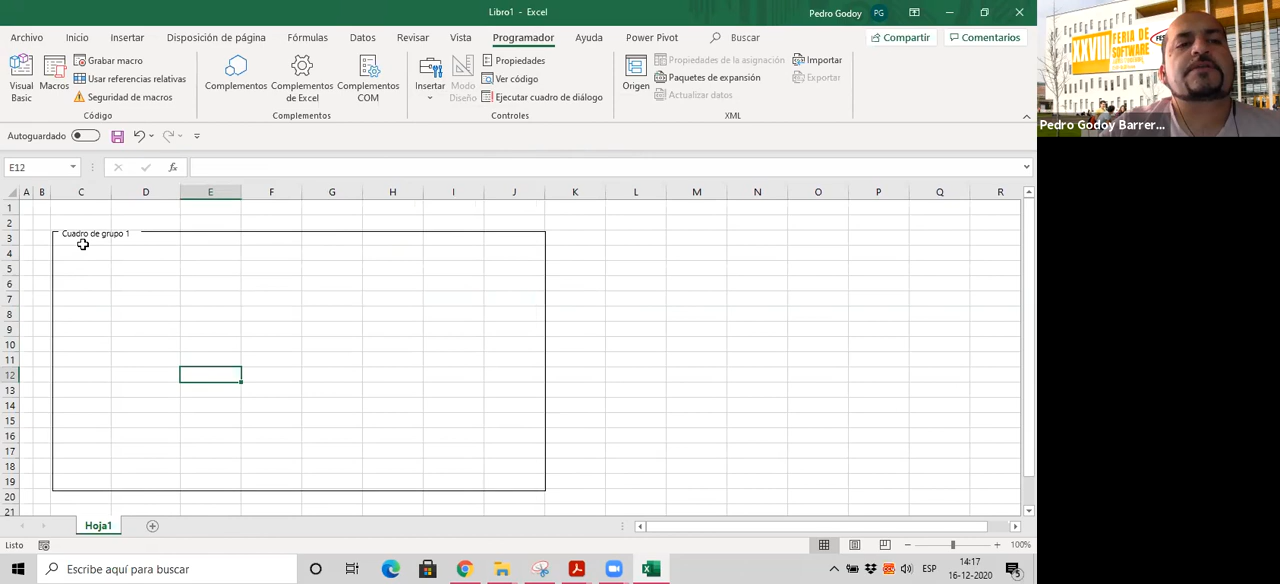 Libro1 - Excel
Pedro Godoy
PG
Archivo Inicio Insertar Disposición de página Fórmulas Datos Revisar Vista Programador Ayuda Power Pivot Buscar Compartir Comentarios
Visual Basic
Macros
Grabar macro
Usar referencias relativas
Seguridad de macros
Código
Complementos
Complementos de Excel
Complementos COM
Complementos
Insertar
Modo Diseño
Propiedades
Ver código
Ejecutar cuadro de diálogo
Controles
Origen
Propiedades de la asignación
Paquetes de expansión
Actualizar datos
Importar
Exportar
XML
Autoguardado
E12
fx
A B C D E F G H I J K L M N O P Q R
1
2
3
Cuadro de grupo 1
4
5
6
7
8
9
10
11
12
13
14
15
16
17
18
19
20
21
Hoja1
Listo
100%
Escribe aquí para buscar
ESP
14:17
16-12-2020
5
XXVIII FERIA DE SOFTWARE
Pedro Godoy Barrer...